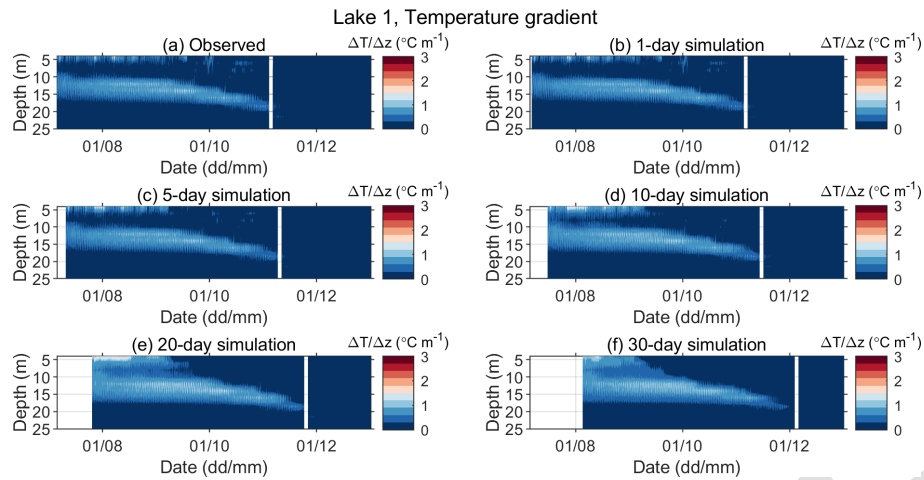 Lake 1, Temperature gradient
(a) Observed
ΔT/Δz (°C m⁻¹)
Depth (m)
5
10
15
20
25
01/08
01/10
01/12
Date (dd/mm)
3
2
1
0
(b) 1-day simulation
ΔT/Δz (°C m⁻¹)
Depth (m)
5
10
15
20
25
01/08
01/10
01/12
Date (dd/mm)
3
2
1
0
(c) 5-day simulation
ΔT/Δz (°C m⁻¹)
Depth (m)
5
10
15
20
25
01/08
01/10
01/12
Date (dd/mm)
3
2
1
0
(d) 10-day simulation
ΔT/Δz (°C m⁻¹)
Depth (m)
5
10
15
20
25
01/08
01/10
01/12
Date (dd/mm)
3
2
1
0
(e) 20-day simulation
ΔT/Δz (°C m⁻¹)
Depth (m)
5
10
15
20
25
01/08
01/10
01/12
Date (dd/mm)
3
2
1
0
(f) 30-day simulation
ΔT/Δz (°C m⁻¹)
Depth (m)
5
10
15
20
25
01/08
01/10
01/12
Date (dd/mm)
3
2
1
0